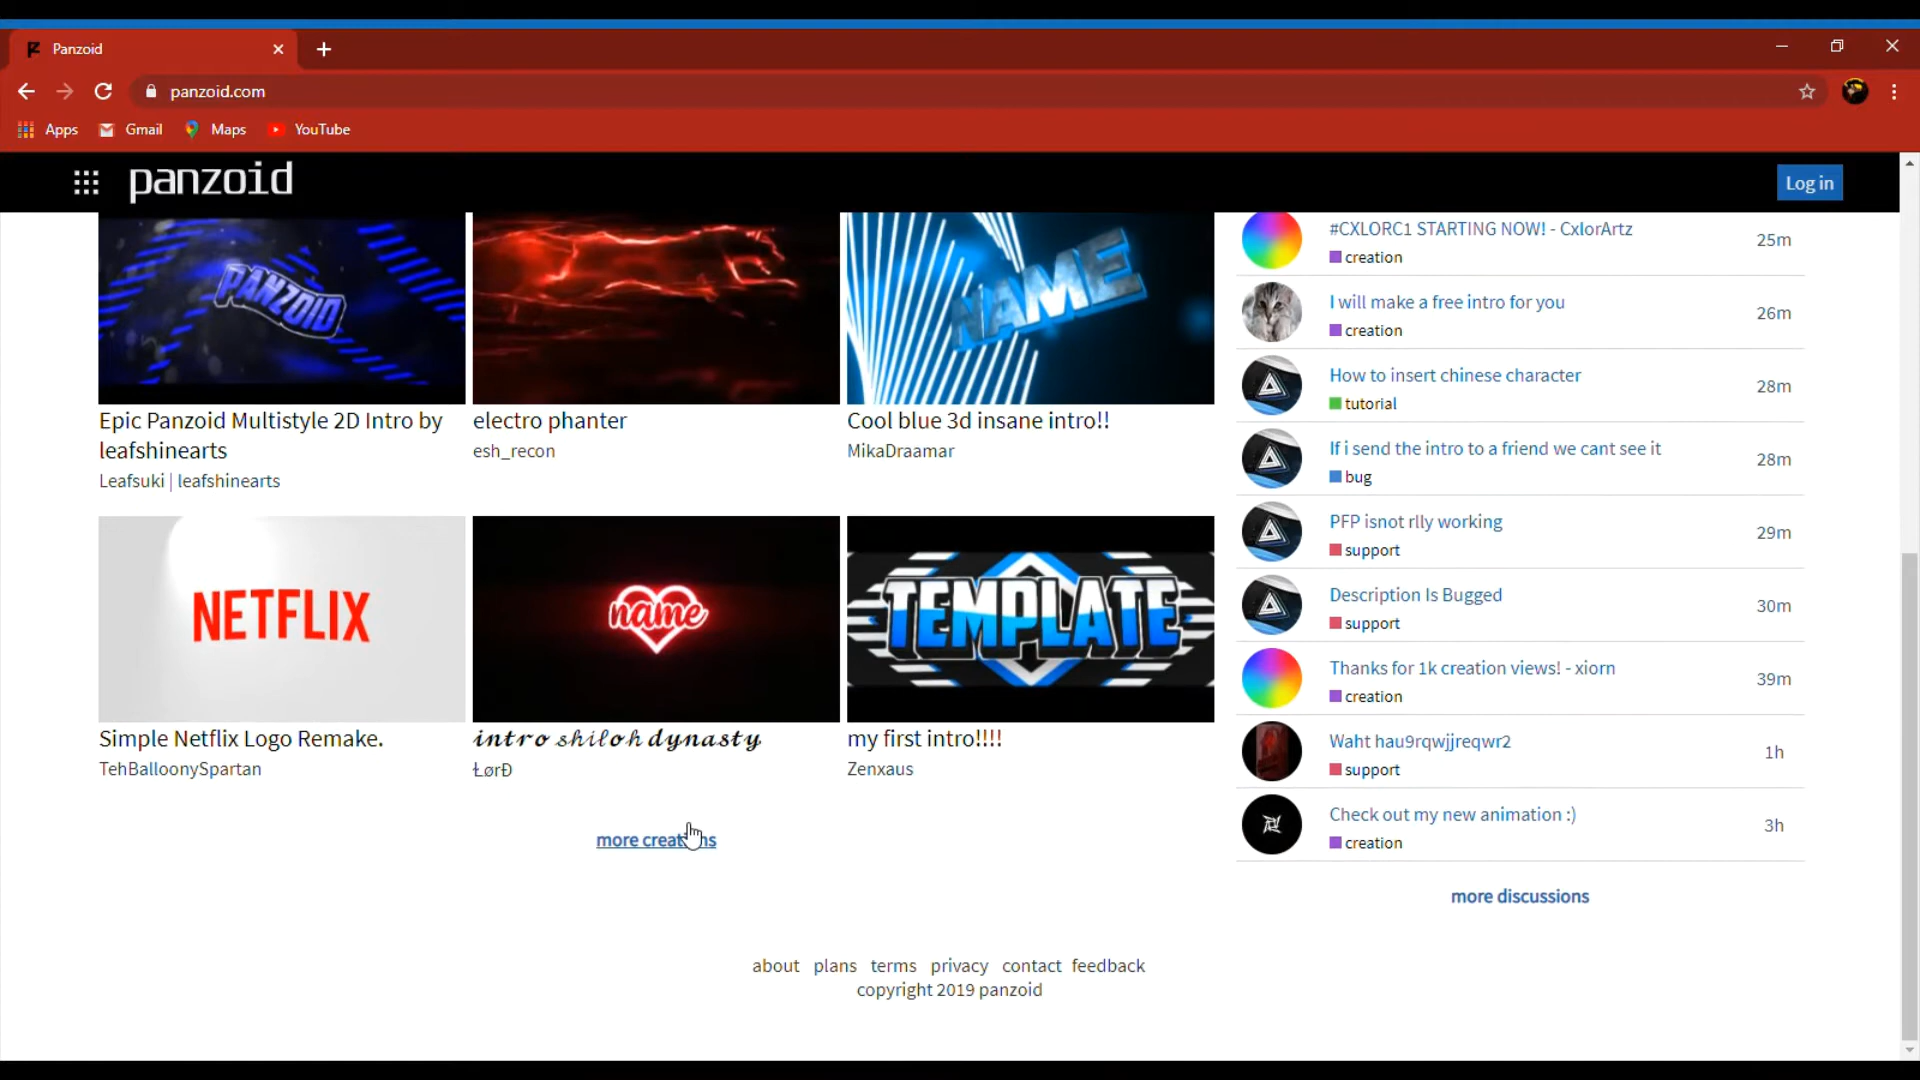 Panzoid
panzoid.com
Apps Gmail Maps YouTube
panzoid
Log in
PANZOID
NAME
Epic Panzoid Multistyle 2D Intro by
leafshinearts
Leafsuki | leafshinearts
electro phanter
esh_recon
Cool blue 3d insane intro!!
MikaDraamar
NETFLIX
name
TEMPLATE
Simple Netflix Logo Remake.
TehBalloonySpartan
𝓲𝓷𝓽𝓻𝓸 𝓼𝓱𝓲𝓵𝓸𝓱 𝓭𝔂𝓷𝓪𝓼𝓽𝔂
ŁørĐ
my first intro!!!!
Zenxaus
more creations
#CXLORC1 STARTING NOW! - CxlorArtz
creation
25m
I will make a free intro for you
creation
26m
How to insert chinese character
tutorial
28m
If i send the intro to a friend we cant see it
bug
28m
PFP isnot rlly working
support
29m
Description Is Bugged
support
30m
Thanks for 1k creation views! - xiorn
creation
39m
Waht hau9rqwjjreqwr2
support
1h
Check out my new animation :)
creation
3h
more discussions
about plans terms privacy contact feedback
copyright 2019 panzoid